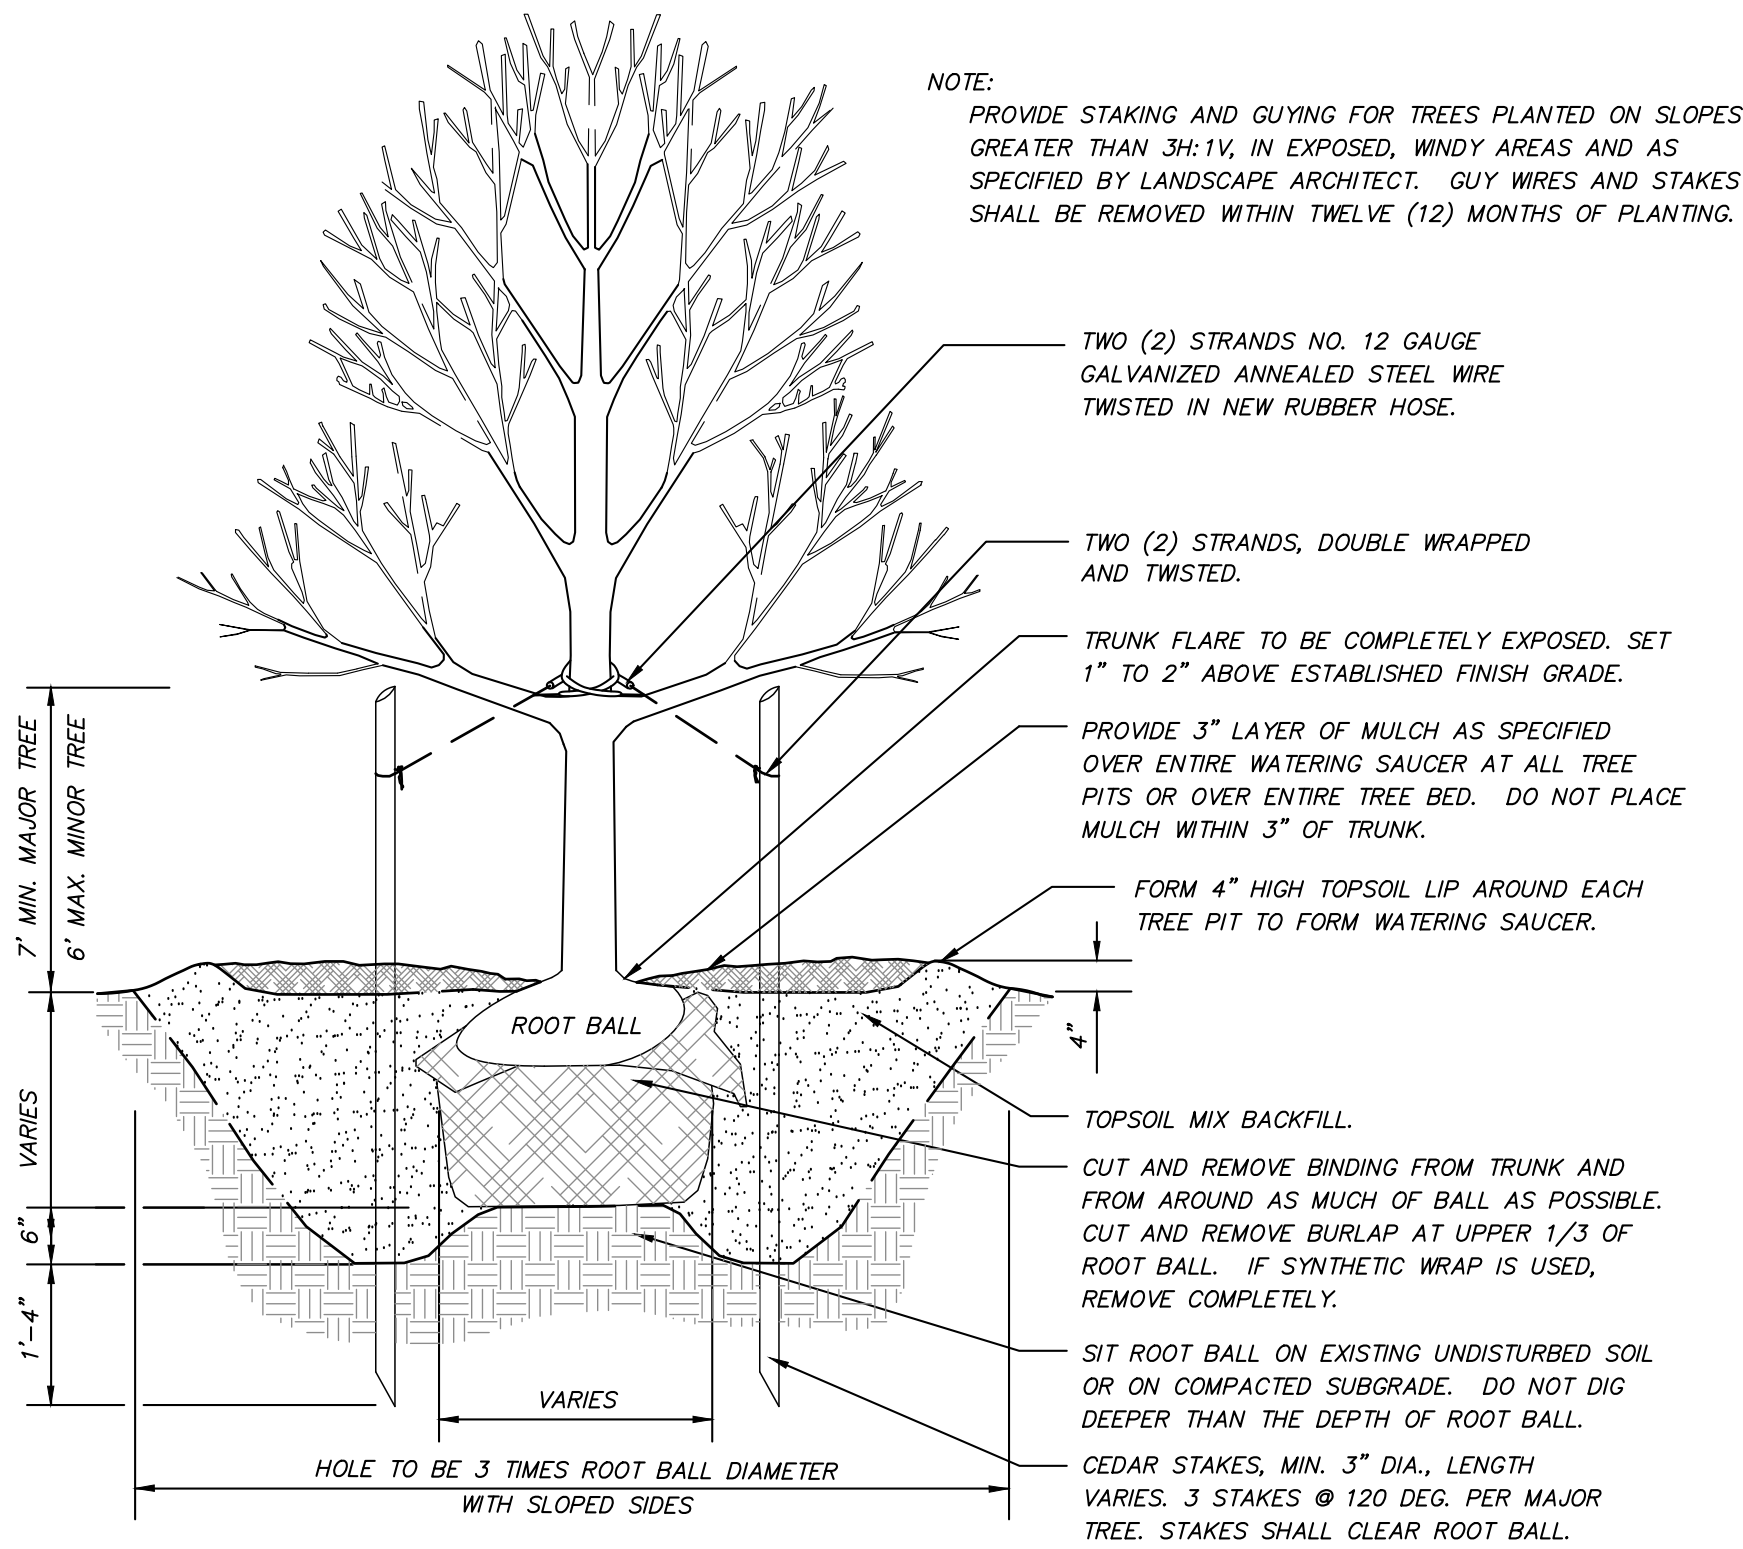 NOTE:
PROVIDE STAKING AND GUYING FOR TREES PLANTED ON SLOPES
GREATER THAN 3H:1V, IN EXPOSED, WINDY AREAS AND AS
SPECIFIED BY LANDSCAPE ARCHITECT. GUY WIRES AND STAKES
SHALL BE REMOVED WITHIN TWELVE (12) MONTHS OF PLANTING.
TWO (2) STRANDS NO. 12 GAUGE
GALVANIZED ANNEALED STEEL WIRE
TWISTED IN NEW RUBBER HOSE.
TWO (2) STRANDS, DOUBLE WRAPPED
AND TWISTED.
TRUNK FLARE TO BE COMPLETELY EXPOSED. SET
1" TO 2" ABOVE ESTABLISHED FINISH GRADE.
PROVIDE 3" LAYER OF MULCH AS SPECIFIED
OVER ENTIRE WATERING SAUCER AT ALL TREE
PITS OR OVER ENTIRE TREE BED. DO NOT PLACE
MULCH WITHIN 3" OF TRUNK.
FORM 4" HIGH TOPSOIL LIP AROUND EACH
TREE PIT TO FORM WATERING SAUCER.
4"
TOPSOIL MIX BACKFILL.
CUT AND REMOVE BINDING FROM TRUNK AND
FROM AROUND AS MUCH OF BALL AS POSSIBLE.
CUT AND REMOVE BURLAP AT UPPER 1/3 OF
ROOT BALL. IF SYNTHETIC WRAP IS USED,
REMOVE COMPLETELY.
SIT ROOT BALL ON EXISTING UNDISTURBED SOIL
OR ON COMPACTED SUBGRADE. DO NOT DIG
DEEPER THAN THE DEPTH OF ROOT BALL.
CEDAR STAKES, MIN. 3" DIA., LENGTH
VARIES. 3 STAKES @ 120 DEG. PER MAJOR
TREE. STAKES SHALL CLEAR ROOT BALL.
7' MIN. MAJOR TREE
6' MAX. MINOR TREE
VARIES
6"
1'-4"
ROOT BALL
VARIES
HOLE TO BE 3 TIMES ROOT BALL DIAMETER
WITH SLOPED SIDES